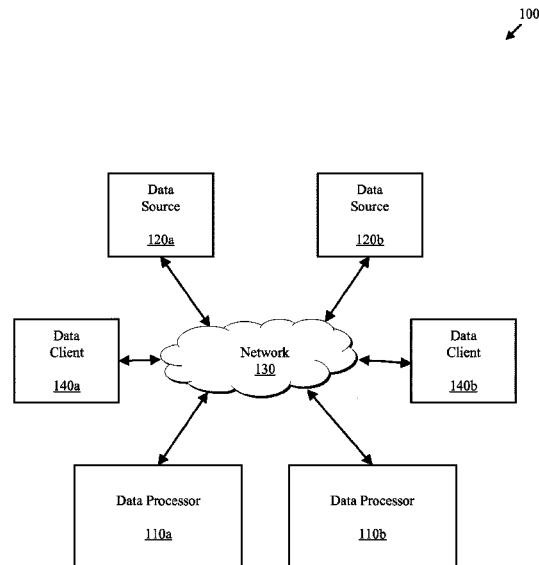 100
Data
Source
120a
Data
Source
120b
Data
Client
140a
Network
130
Data
Client
140b
Data Processor
110a
Data Processor
110b